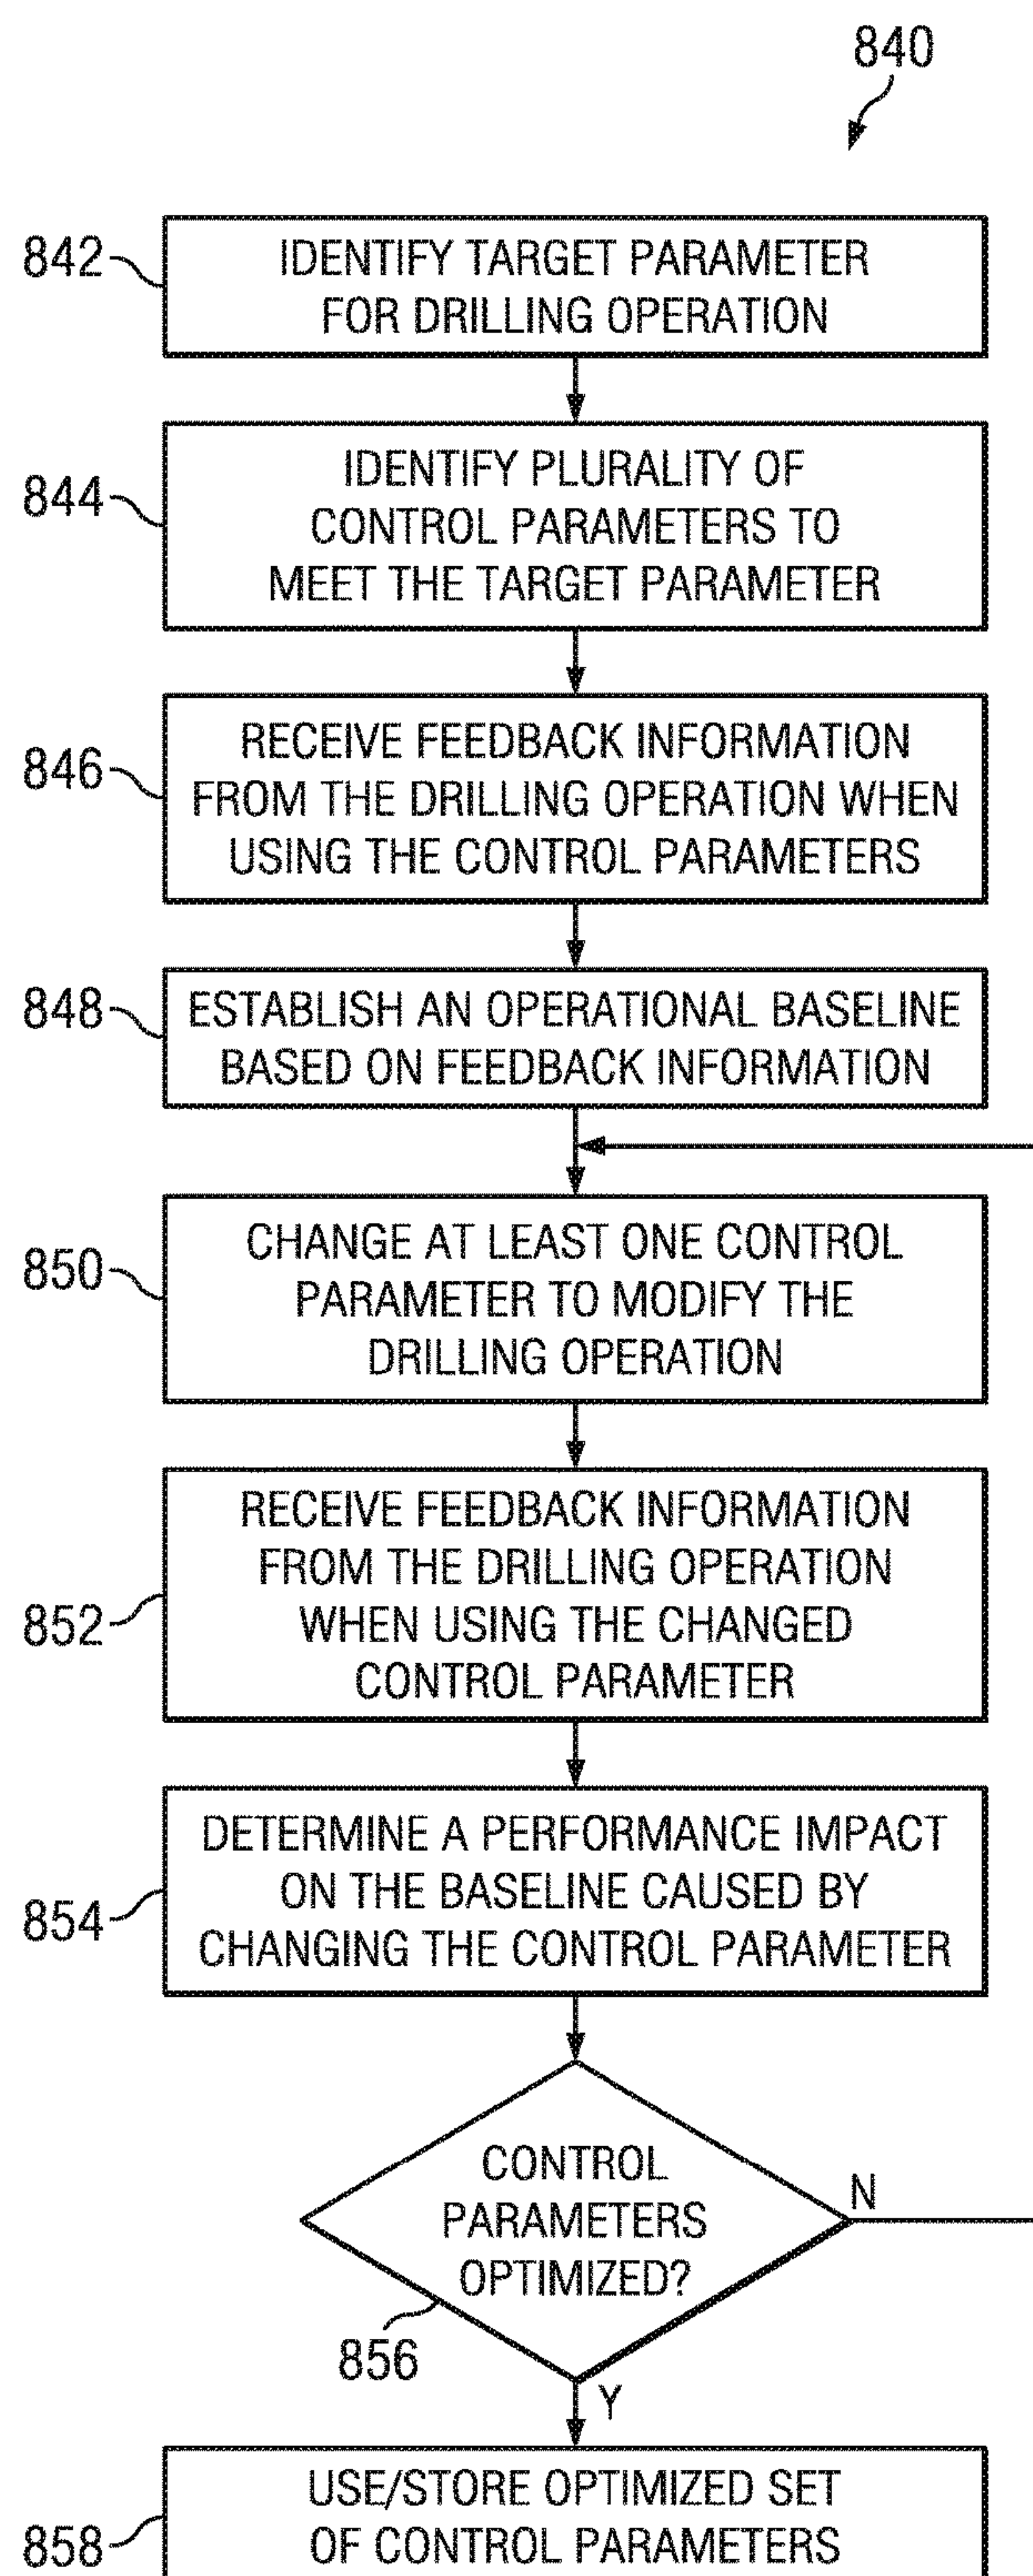 840
842
IDENTIFY TARGET PARAMETER
FOR DRILLING OPERATION
844
IDENTIFY PLURALITY OF
CONTROL PARAMETERS TO
MEET THE TARGET PARAMETER
846
RECEIVE FEEDBACK INFORMATION
FROM THE DRILLING OPERATION WHEN
USING THE CONTROL PARAMETERS
848
ESTABLISH AN OPERATIONAL BASELINE
BASED ON FEEDBACK INFORMATION
850
CHANGE AT LEAST ONE CONTROL
PARAMETER TO MODIFY THE
DRILLING OPERATION
852
RECEIVE FEEDBACK INFORMATION
FROM THE DRILLING OPERATION
WHEN USING THE CHANGED
CONTROL PARAMETER
854
DETERMINE A PERFORMANCE IMPACT
ON THE BASELINE CAUSED BY
CHANGING THE CONTROL PARAMETER
CONTROL
PARAMETERS
OPTIMIZED?
N
856
Y
858
USE/STORE OPTIMIZED SET
OF CONTROL PARAMETERS